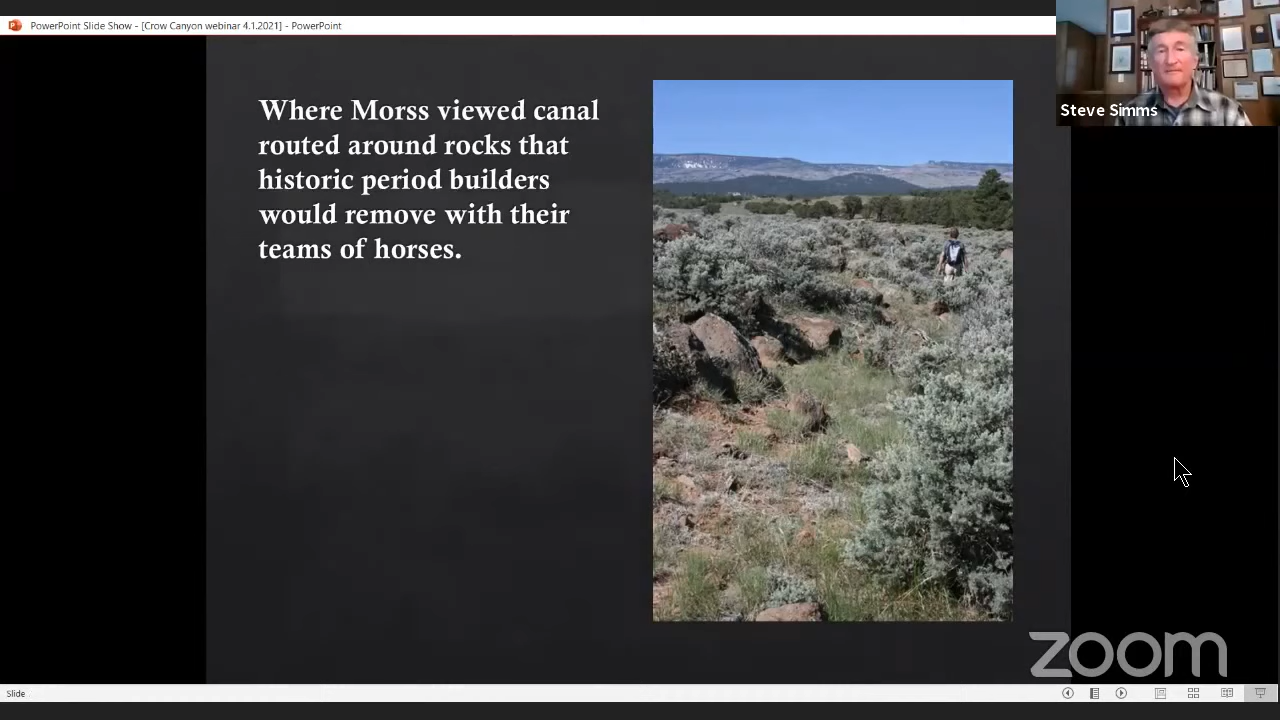 PowerPoint Slide Show - [Crow Canyon webinar 4.1.2021] - PowerPoint
Steve Simms
Where Morss viewed canal
routed around rocks that
historic period builders
would remove with their
teams of horses.
zoom
Slide